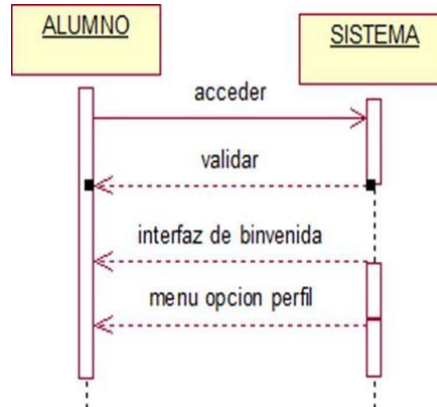 ALUMNO
SISTEMA
acceder
validar
interfaz de binvenida
menu opcion perfil